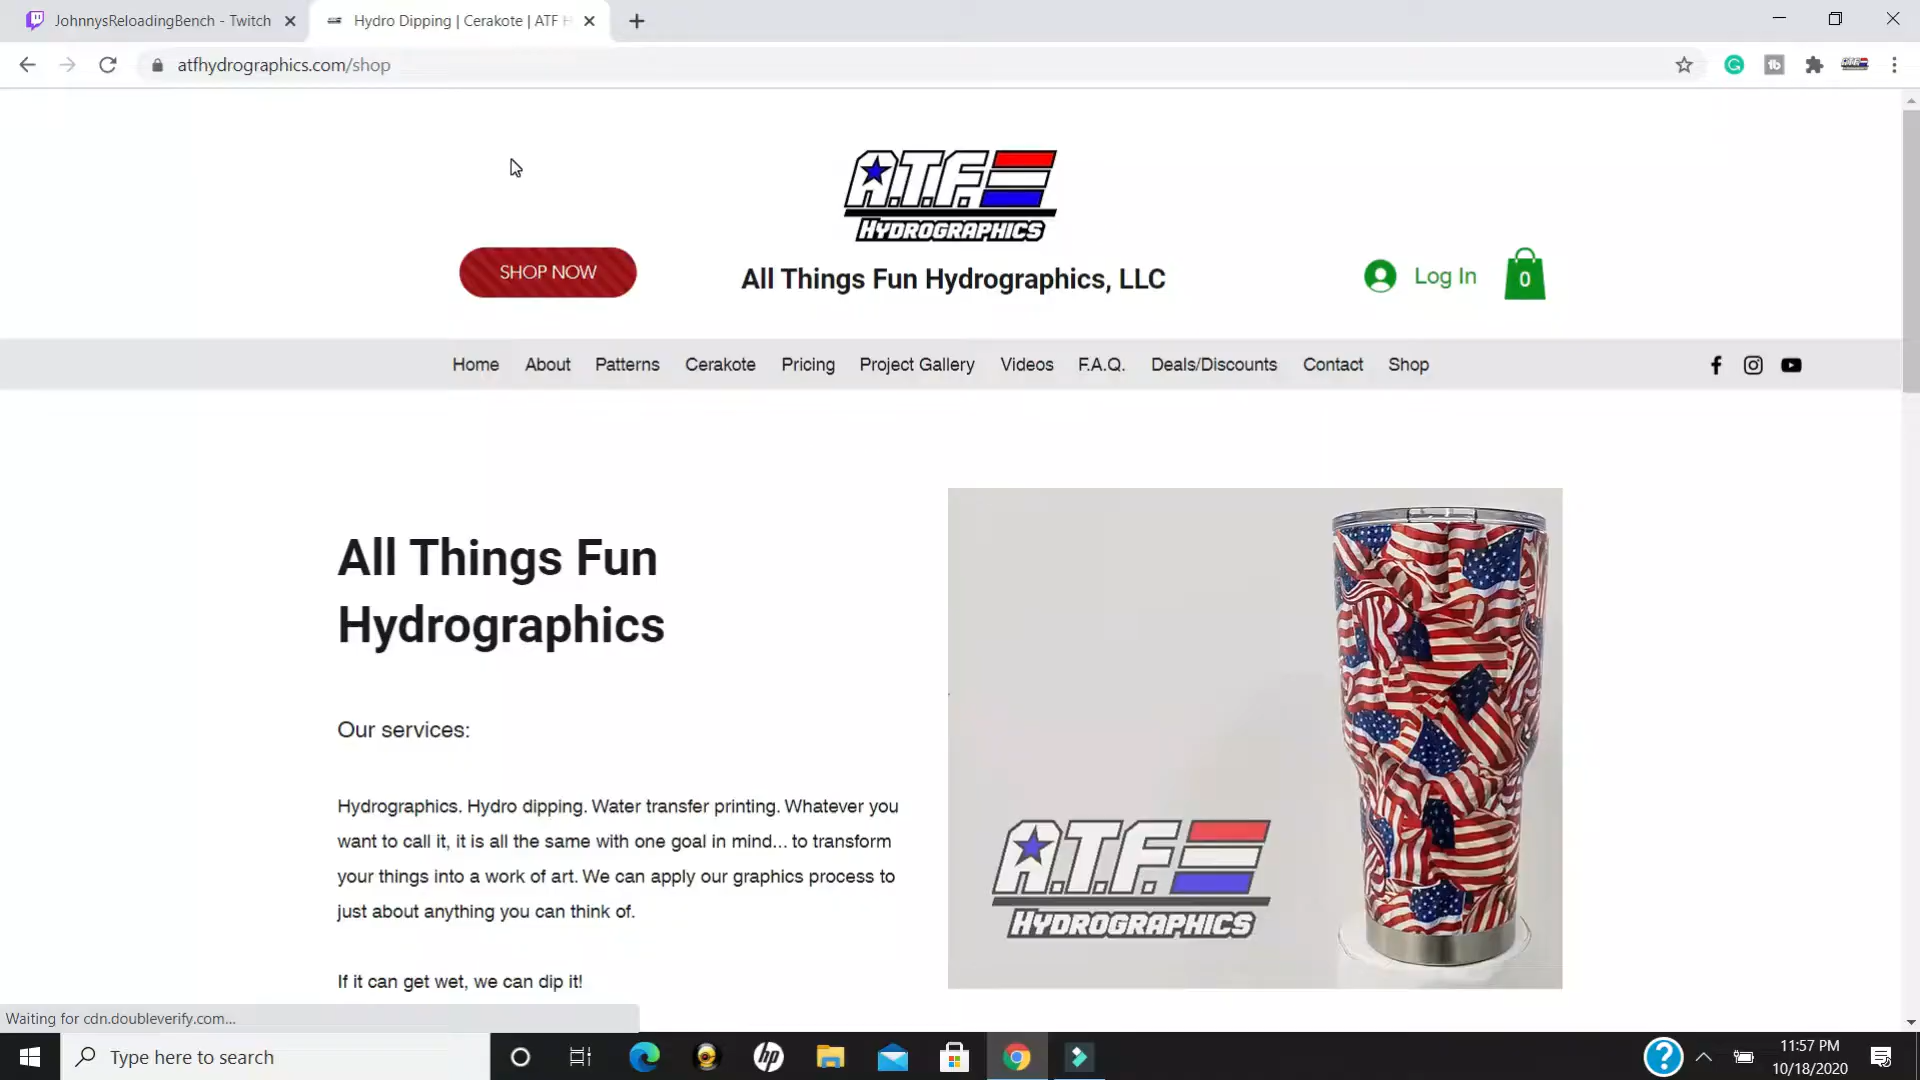 JohnnysReloadingBench - Twitch
Hydro Dipping | Cerakote | ATF H
atfhydrographics.com/shop
A.T.F.
HYDROGRAPHICS
SHOP NOW
All Things Fun Hydrographics, LLC
Log In
0
Home About Patterns Cerakote Pricing Project Gallery Videos F.A.Q. Deals/Discounts Contact Shop
All Things Fun
Hydrographics
Our services:
Hydrographics. Hydro dipping. Water transfer printing. Whatever you
want to call it, it is all the same with one goal in mind... to transform
your things into a work of art. We can apply our graphics process to
just about anything you can think of.
If it can get wet, we can dip it!
A.T.F.
HYDROGRAPHICS
Waiting for cdn.doubleverify.com...
Type here to search
hp
11:57 PM
10/18/2020